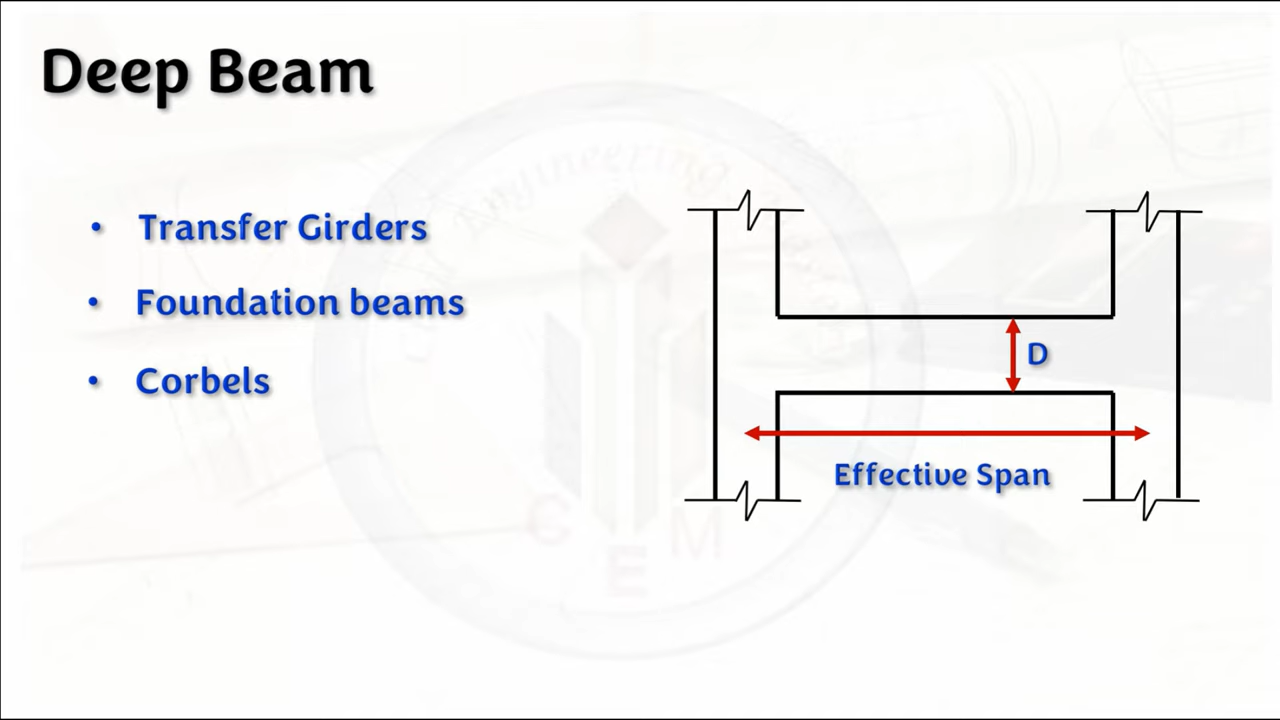 Deep Beam
• Transfer Girders
• Foundation beams
• Corbels
D
Effective Span
C E M